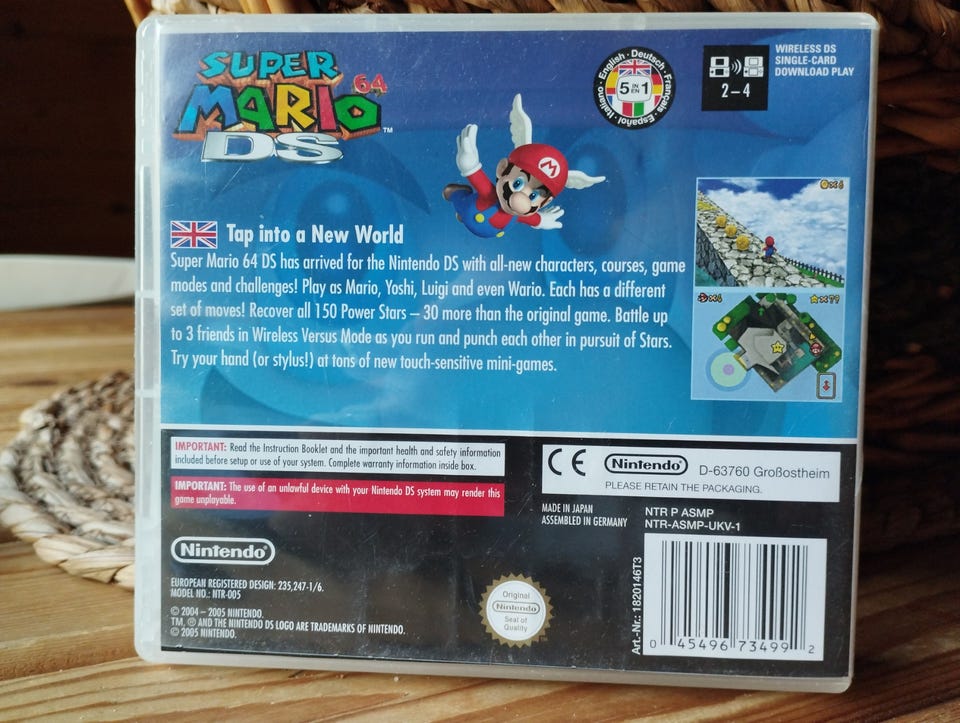 SUPER
MARIO 64
DS ™
English · Deutsch · Français · Español · Italiano
5 IN EN 1
2–4
WIRELESS DS
SINGLE-CARD
DOWNLOAD PLAY
M
Tap into a New World
Super Mario 64 DS has arrived for the Nintendo DS with all-new characters, courses, game
modes and challenges! Play as Mario, Yoshi, Luigi and even Wario. Each has a different
set of moves! Recover all 150 Power Stars – 30 more than the original game. Battle up
to 3 friends in Wireless Versus Mode as you run and punch each other in pursuit of Stars.
Try your hand (or stylus!) at tons of new touch-sensitive mini-games.
IMPORTANT: Read the Instruction Booklet and the important health and safety information
included before setup or use of your system. Complete warranty information inside box.
IMPORTANT: The use of an unlawful device with your Nintendo DS system may render this
game unplayable.
CE Nintendo D-63760 Großostheim
PLEASE RETAIN THE PACKAGING.
MADE IN JAPAN
ASSEMBLED IN GERMANY
NTR P ASMP
NTR-ASMP-UKV-1
Nintendo
EUROPEAN REGISTERED DESIGN: 235,247-1/6.
MODEL NO.: NTR-005
© 2004 – 2005 NINTENDO.
TM, ® AND THE NINTENDO DS LOGO ARE TRADEMARKS OF NINTENDO.
© 2005 NINTENDO.
Original
Nintendo
Seal of
Quality
Art.-Nr.: 1820146T3
0 45496 73499 2